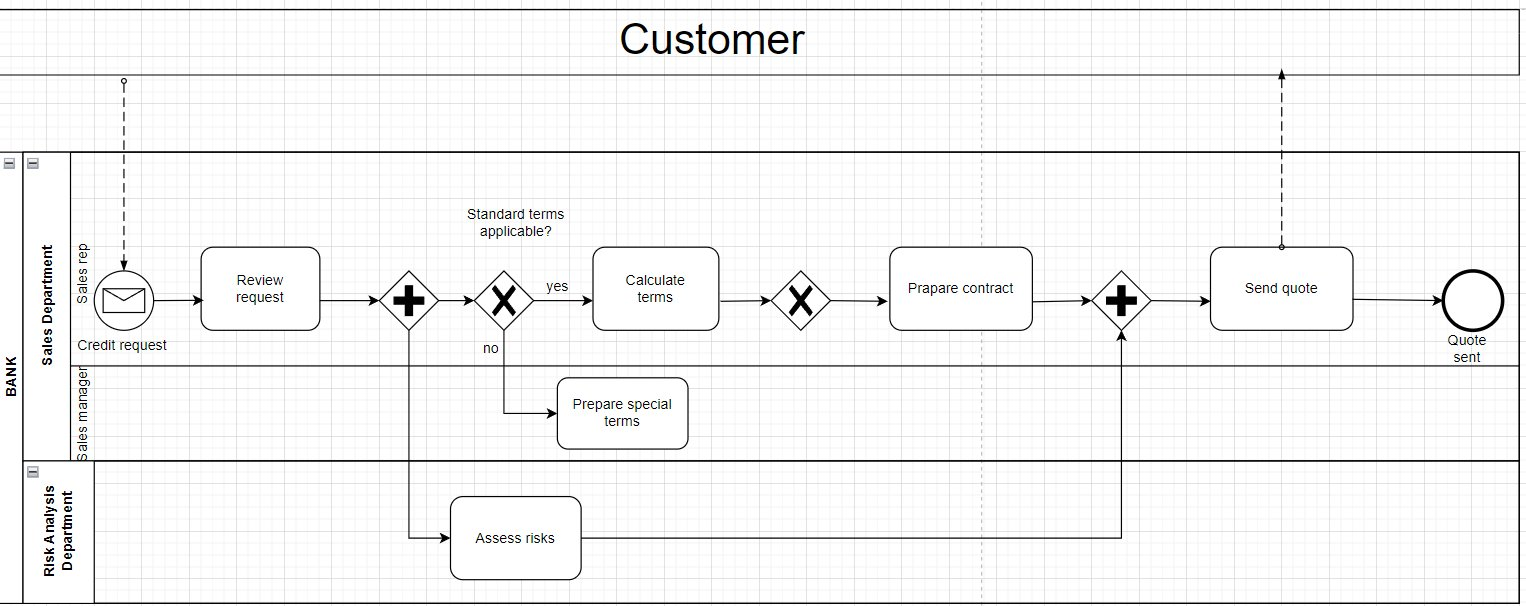 Customer
BANK
Sales Department
Sales rep
Credit request
Review
request
Standard terms
applicable?
yes
no
Calculate
terms
Prapare contract
Send quote
Quote
sent
Sales manager
Prepare special
terms
Risk Analysis
Department
Assess risks